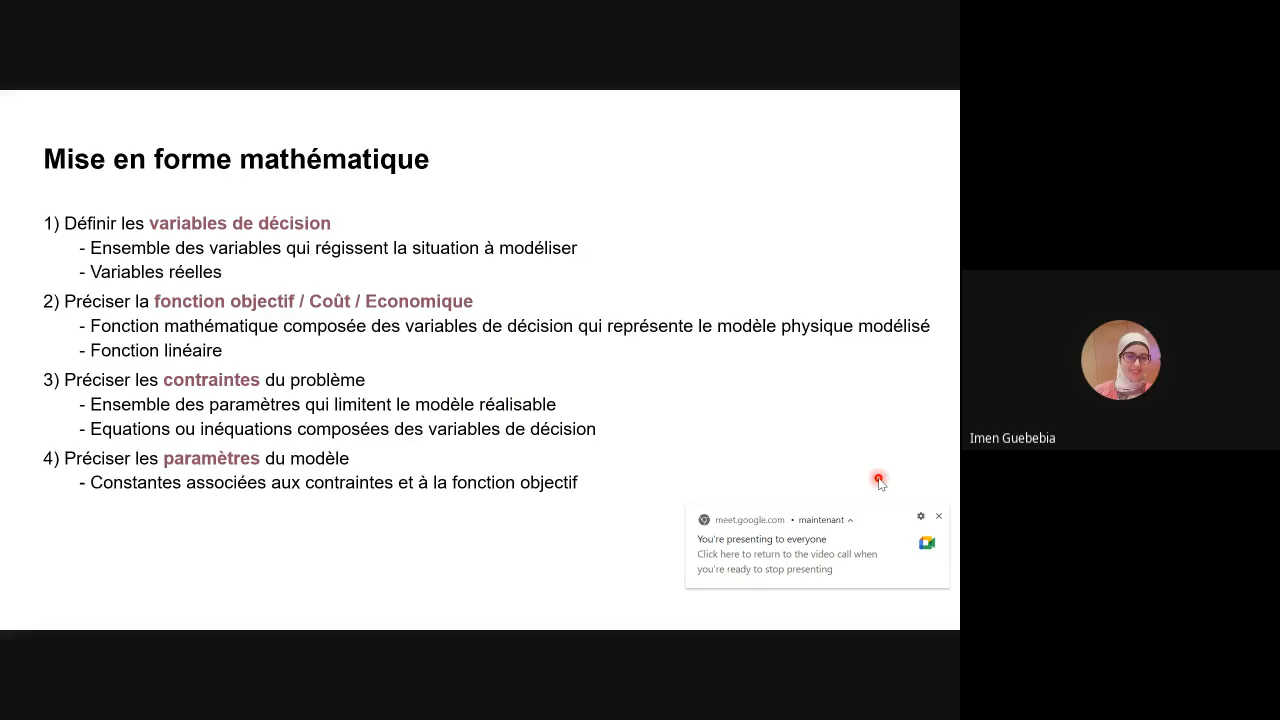 Mise en forme mathématique
1) Définir les variables de décision
- Ensemble des variables qui régissent la situation à modéliser
- Variables réelles
2) Préciser la fonction objectif / Coût / Economique
- Fonction mathématique composée des variables de décision qui représente le modèle physique modélisé
- Fonction linéaire
3) Préciser les contraintes du problème
- Ensemble des paramètres qui limitent le modèle réalisable
- Equations ou inéquations composées des variables de décision
4) Préciser les paramètres du modèle
- Constantes associées aux contraintes et à la fonction objectif
meet.google.com • maintenant
You're presenting to everyone
Click here to return to the video call when
you're ready to stop presenting
Imen Guebebia